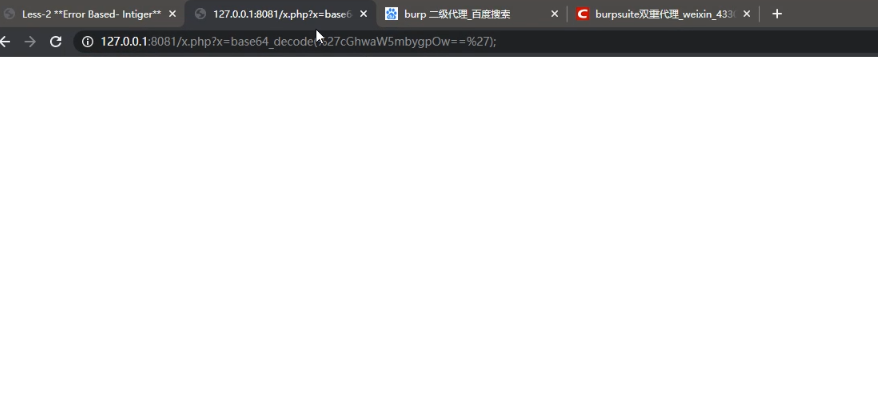 Less-2 **Error Based- Intiger**
127.0.0.1:8081/x.php?x=base6
burp 二级代理_百度搜索
burpsuite双重代理_weixin_433
127.0.0.1:8081/x.php?x=base64_decode(%27cGhwaW5mbygpOw==%27);